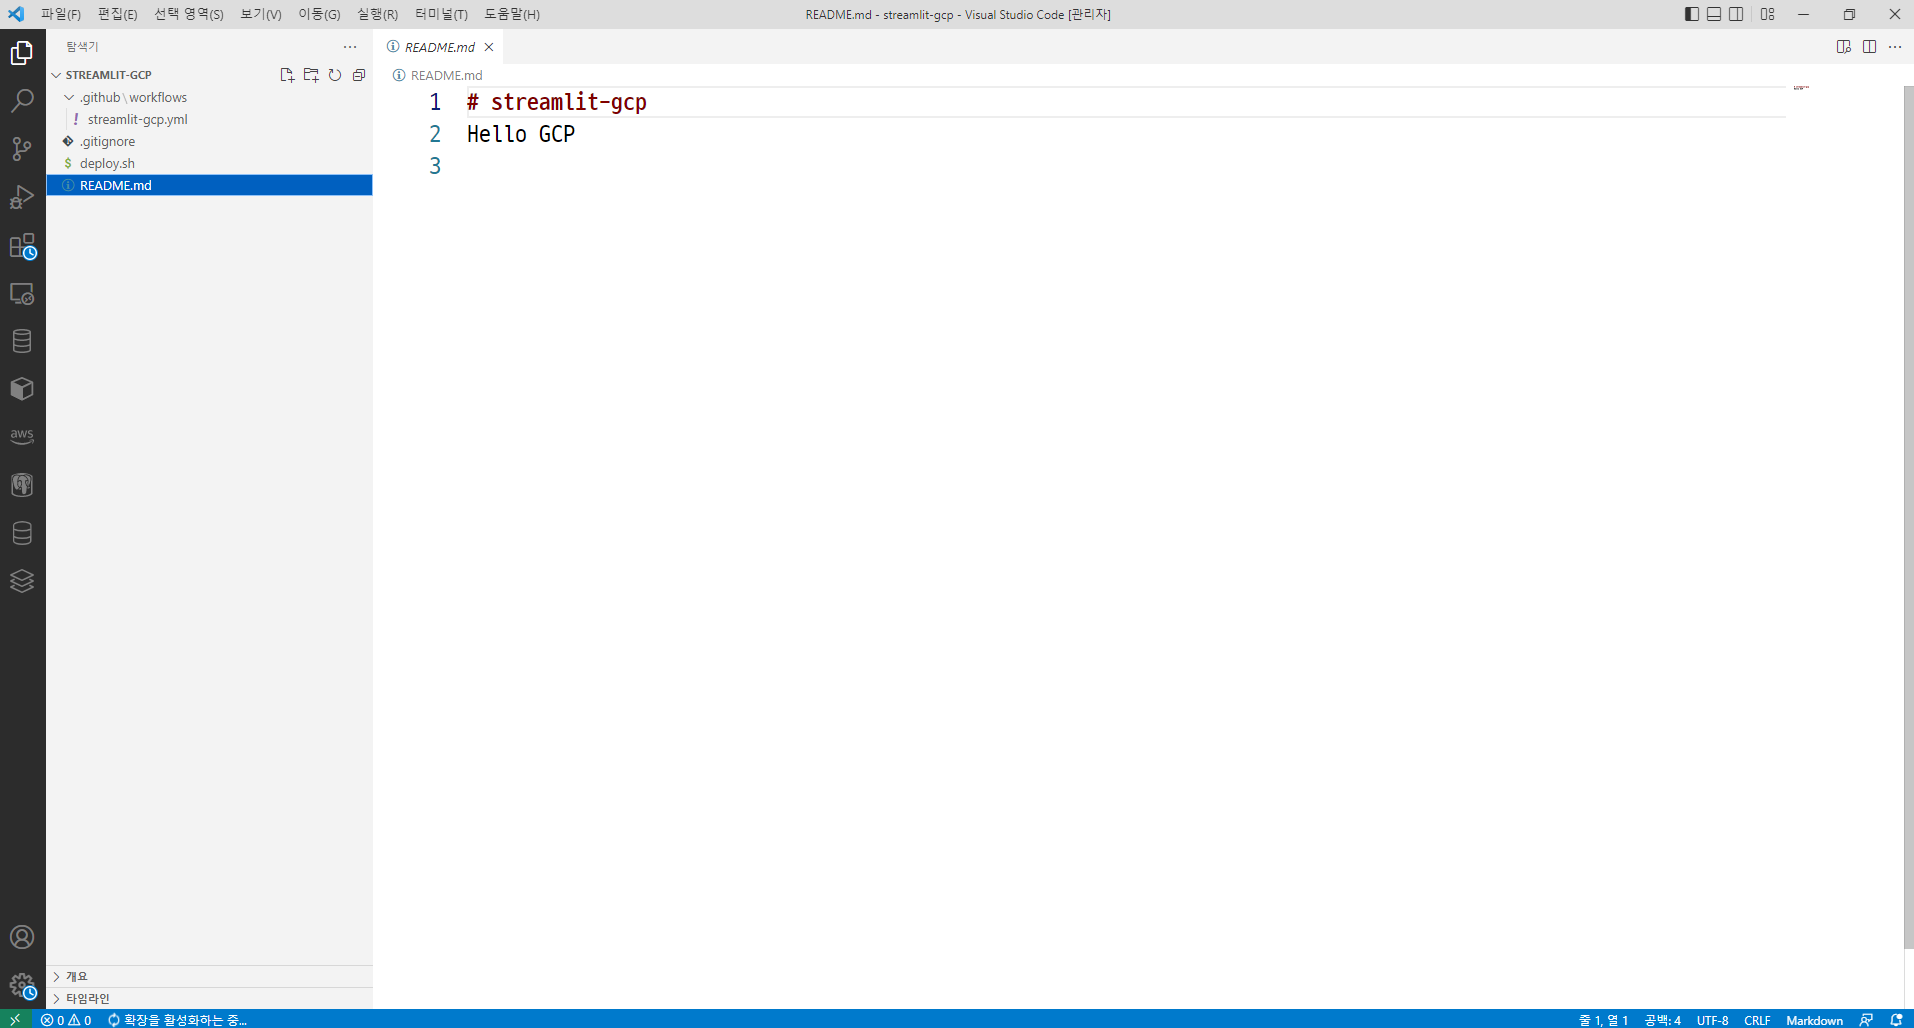 파일(F) 편집(E) 선택 영역(S) 보기(V) 이동(G) 실행(R) 터미널(T) 도움말(H) README.md - streamlit-gcp - Visual Studio Code [관리자]
탐색기
README.md
STREAMLIT-GCP
README.md
.github\workflows
! streamlit-gcp.yml
.gitignore
$ deploy.sh
README.md
1 # streamlit-gcp
2 Hello GCP
3
aws
개요
타임라인
0 0 확장을 활성화하는 중... 줄 1, 열 1 공백: 4 UTF-8 CRLF Markdown